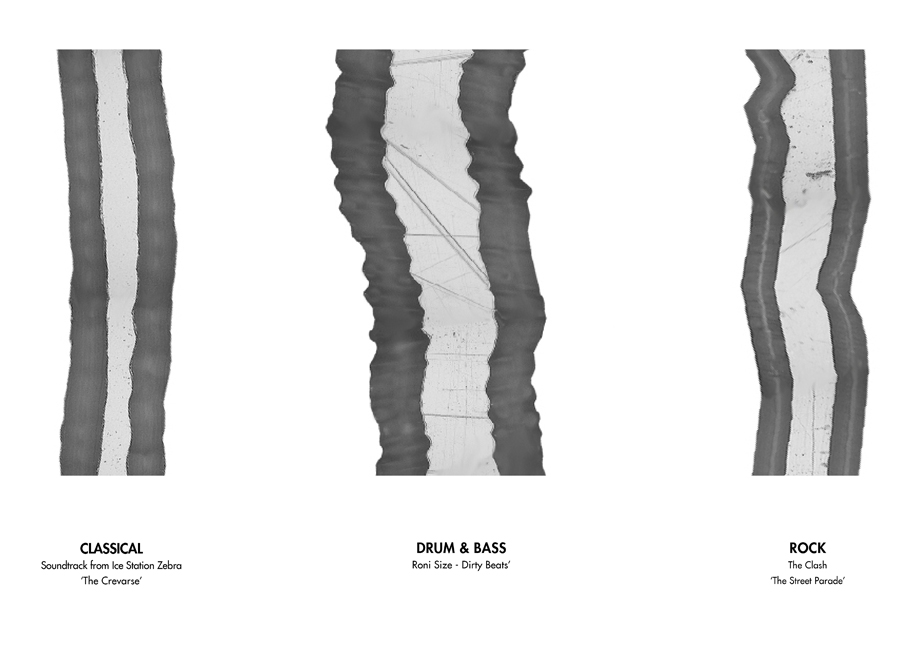 CLASSICAL
Soundtrack from Ice Station Zebra
'The Crevarse'
DRUM & BASS
Roni Size - Dirty Beats'
ROCK
The Clash
'The Street Parade'